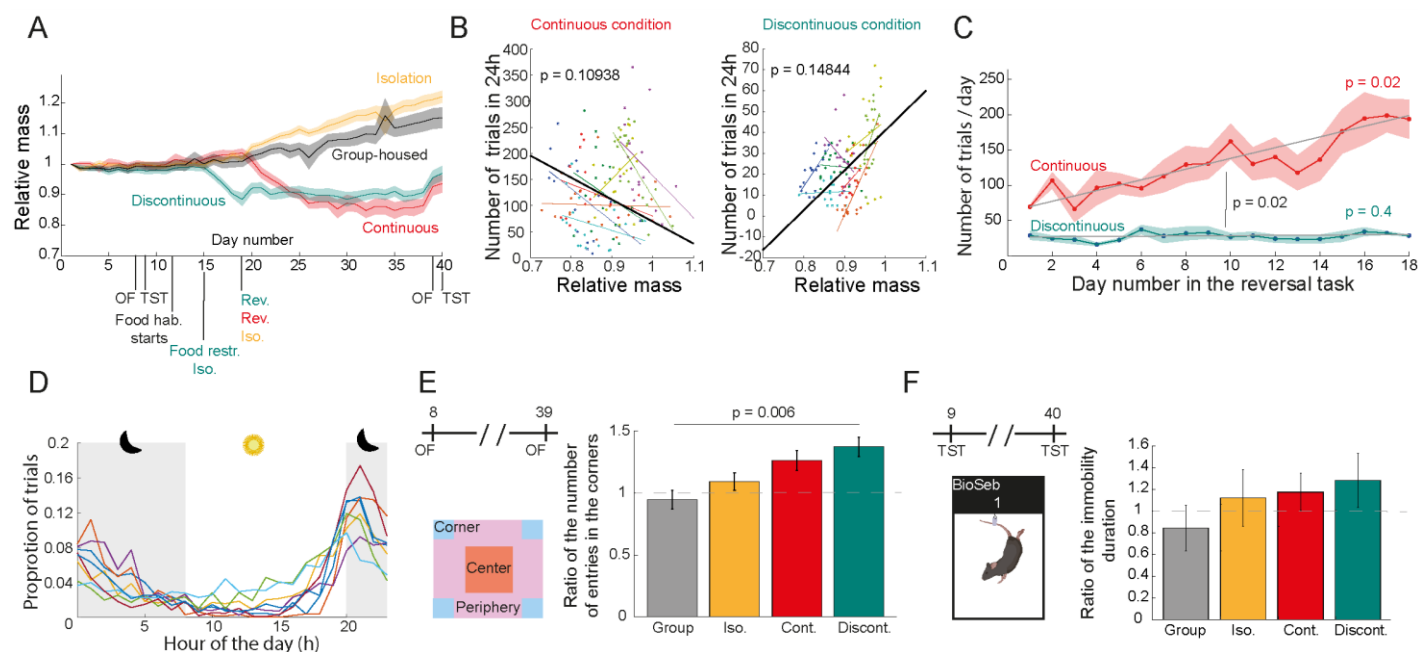 A
Relative mass
1.2
1.1
1
0.9
0.8
0.7
Isolation
Group-housed
Discontinuous
Continuous
Day number
0 5 10 15 20 25 30 35 40
OF TST
Food hab.
starts
Food restr.
Iso.
Rev.
Rev.
Iso.
OF TST
B
Continuous condition
Number of trials in 24h
400
350
300
250
200
150
100
50
0
p = 0.10938
0.7 0.8 0.9 1 1.1
Relative mass
Discontinuous condition
Number of trials in 24h
80
70
60
50
40
30
20
10
0
-10
-20
p = 0.14844
0.7 0.8 0.9 1 1.1
Relative mass
C
Number of trials / day
250
200
150
100
50
p = 0.02
Continuous
p = 0.02
Discontinuous
p = 0.4
2 4 6 8 10 12 14 16 18
Day number in the reversal task
D
Propotion of trials
0.2
0.16
0.12
0.08
0.04
0
0 5 10 15 20
Hour of the day (h)
E
8 39
OF // OF
Corner
Center
Periphery
Ratio of the numnber
of entries in the corners
1.5
1
0.5
0
p = 0.006
Group Iso. Cont. Discont.
F
9 40
TST // TST
BioSeb
1
Ratio of the immobility
duration
1.6
1.4
1.2
1
0.8
0.6
0.4
0.2
0
Group Iso. Cont. Discont.